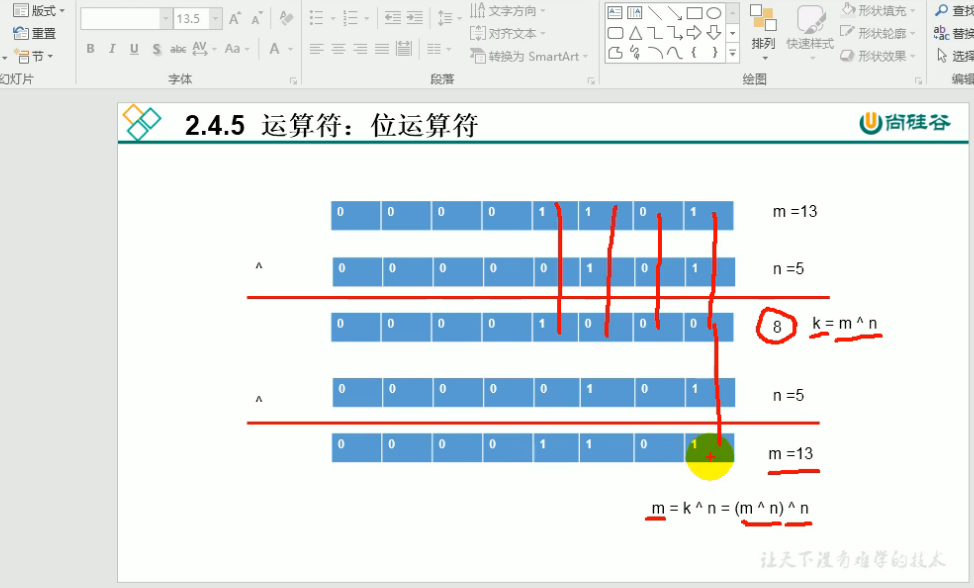 版式 13.5 A A 文字方向 形状填充 查找
重置 对齐文本 排列 快速样式 形状轮廓 替换
节 B I U S abc AV Aa A 转换为 SmartArt 形状效果 选择
幻灯片 字体 段落 绘图 编辑
2.4.5 运算符：位运算符 尚硅谷
0 0 0 0 1 1 0 1 m =13
^ 0 0 0 0 0 1 0 1 n =5
0 0 0 0 1 0 0 0 8 k = m ^ n
^ 0 0 0 0 0 1 0 1 n =5
0 0 0 0 1 1 0 1 m =13
m = k ^ n = (m ^ n) ^ n
让天下没有难学的技术